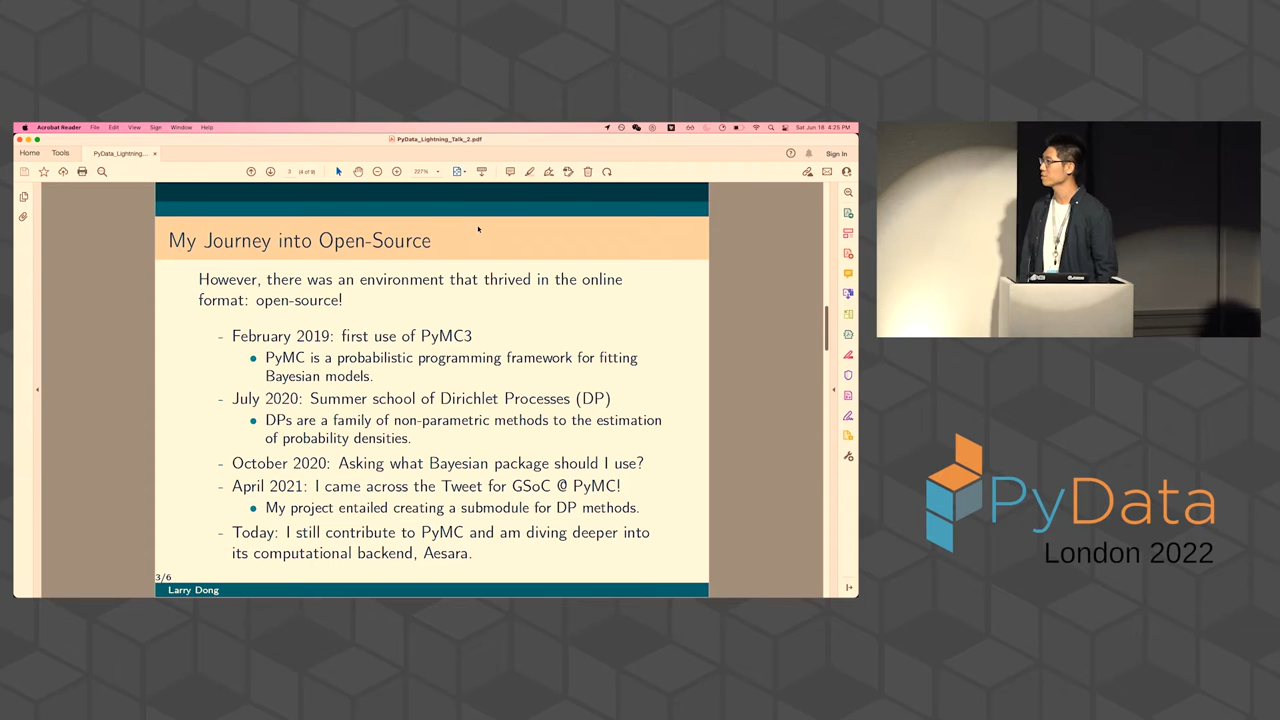 Acrobat Reader File Edit View Sign Window Help
Sat Jun 18 4:25 PM
PyData_Lightning_Talk_2.pdf
Home Tools PyData_Lightning... × Sign In
3 (4 of 9) 227%
My Journey into Open-Source
However, there was an environment that thrived in the online
format: open-source!
- February 2019: first use of PyMC3
• PyMC is a probabilistic programming framework for fitting
Bayesian models.
- July 2020: Summer school of Dirichlet Processes (DP)
• DPs are a family of non-parametric methods to the estimation
of probability densities.
- October 2020: Asking what Bayesian package should I use?
- April 2021: I came across the Tweet for GSoC @ PyMC!
• My project entailed creating a submodule for DP methods.
- Today: I still contribute to PyMC and am diving deeper into
its computational backend, Aesara.
3/6
Larry Dong
PyData
London 2022